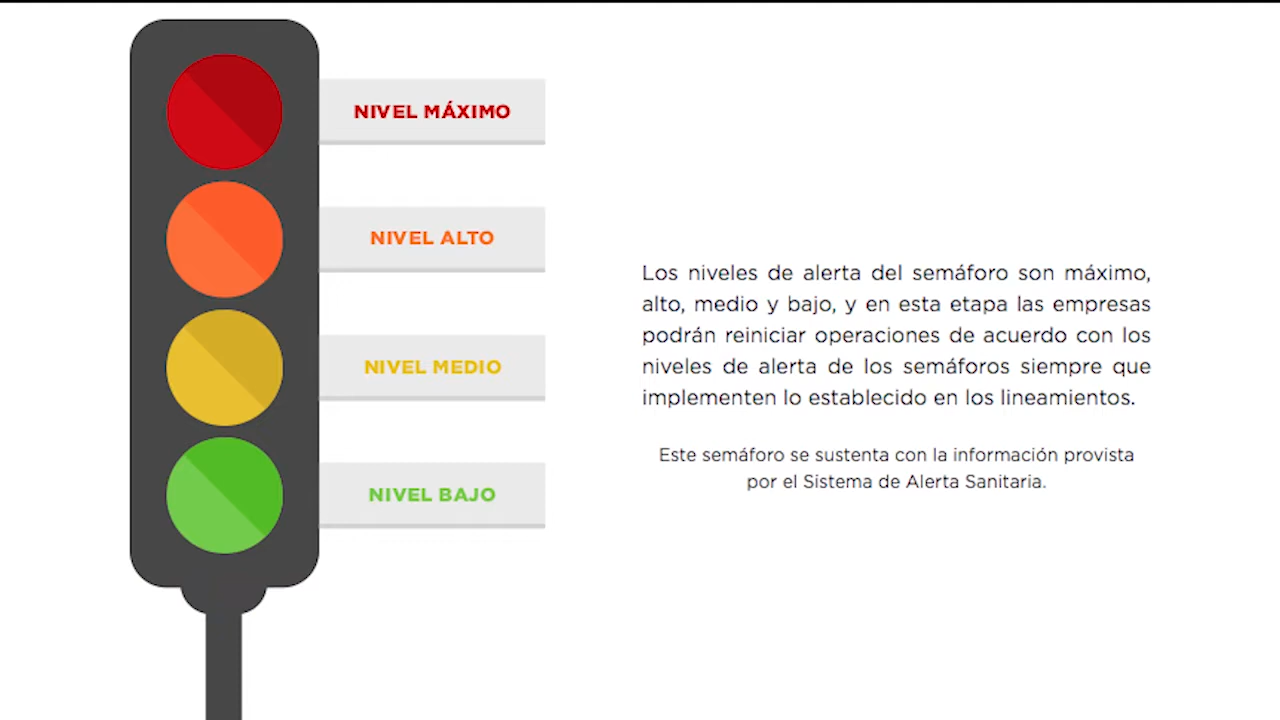 NIVEL MÁXIMO
NIVEL ALTO
NIVEL MEDIO
NIVEL BAJO
Los niveles de alerta del semáforo son máximo,
alto, medio y bajo, y en esta etapa las empresas
podrán reiniciar operaciones de acuerdo con los
niveles de alerta de los semáforos siempre que
implementen lo establecido en los lineamientos.
Este semáforo se sustenta con la información provista
por el Sistema de Alerta Sanitaria.